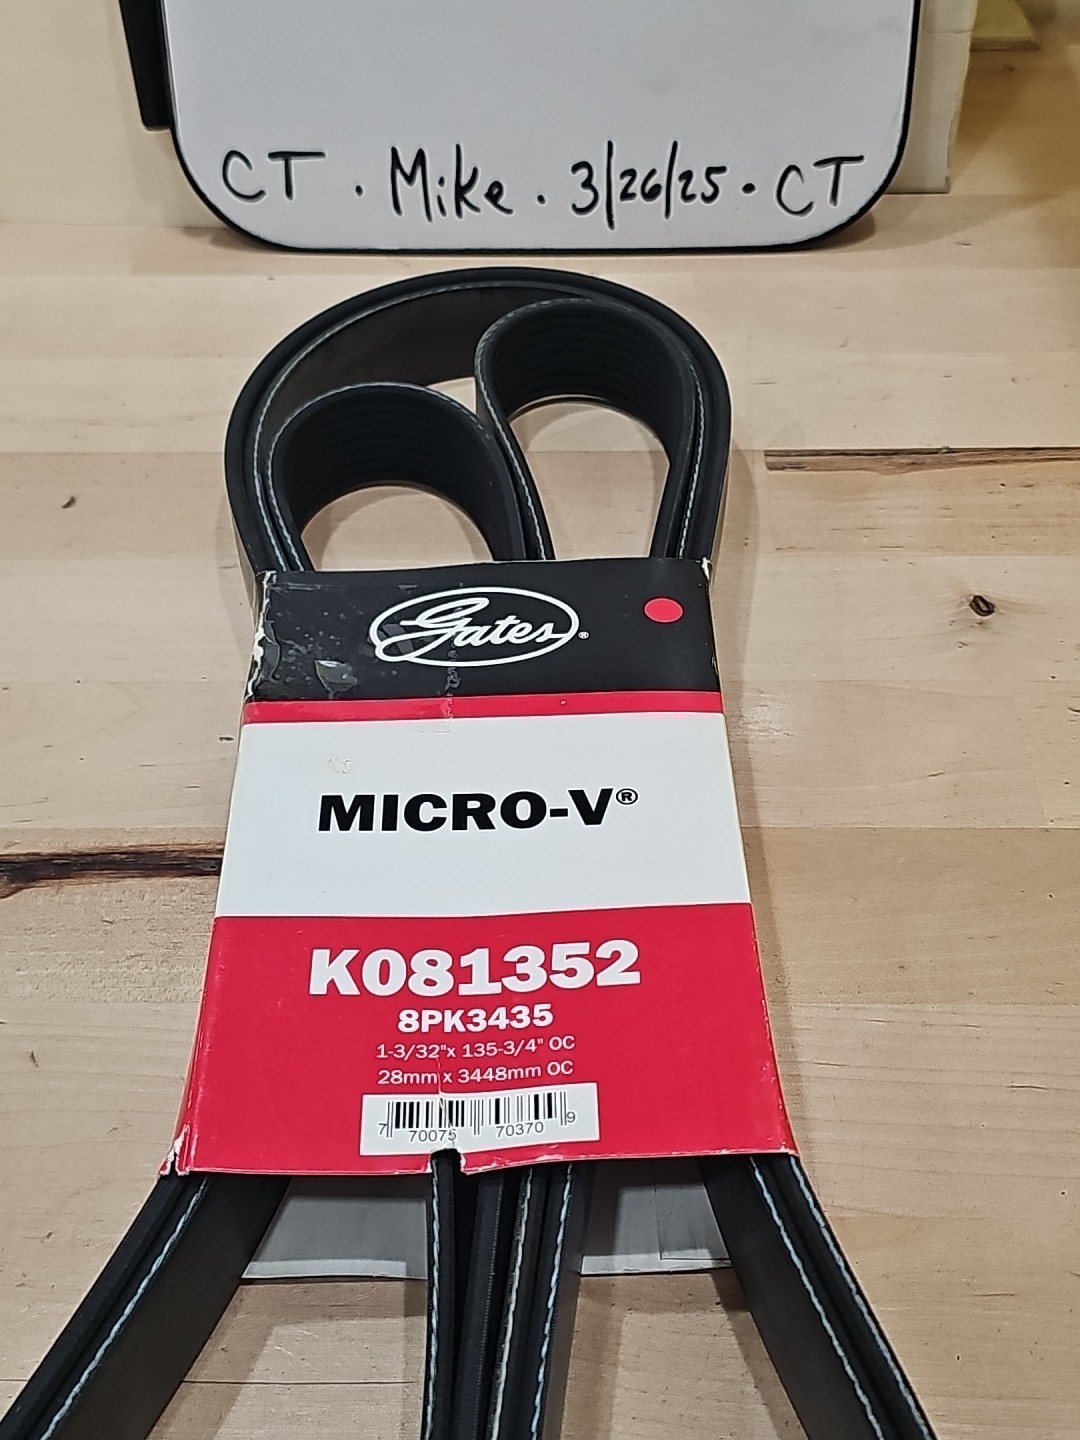 CT . Mike . 3/26/25 . CT
Gates®
MICRO-V®
K081352
8PK3435
1-3/32"x 135-3/4" OC
28mm x 3448mm OC
7 70075 70370 9